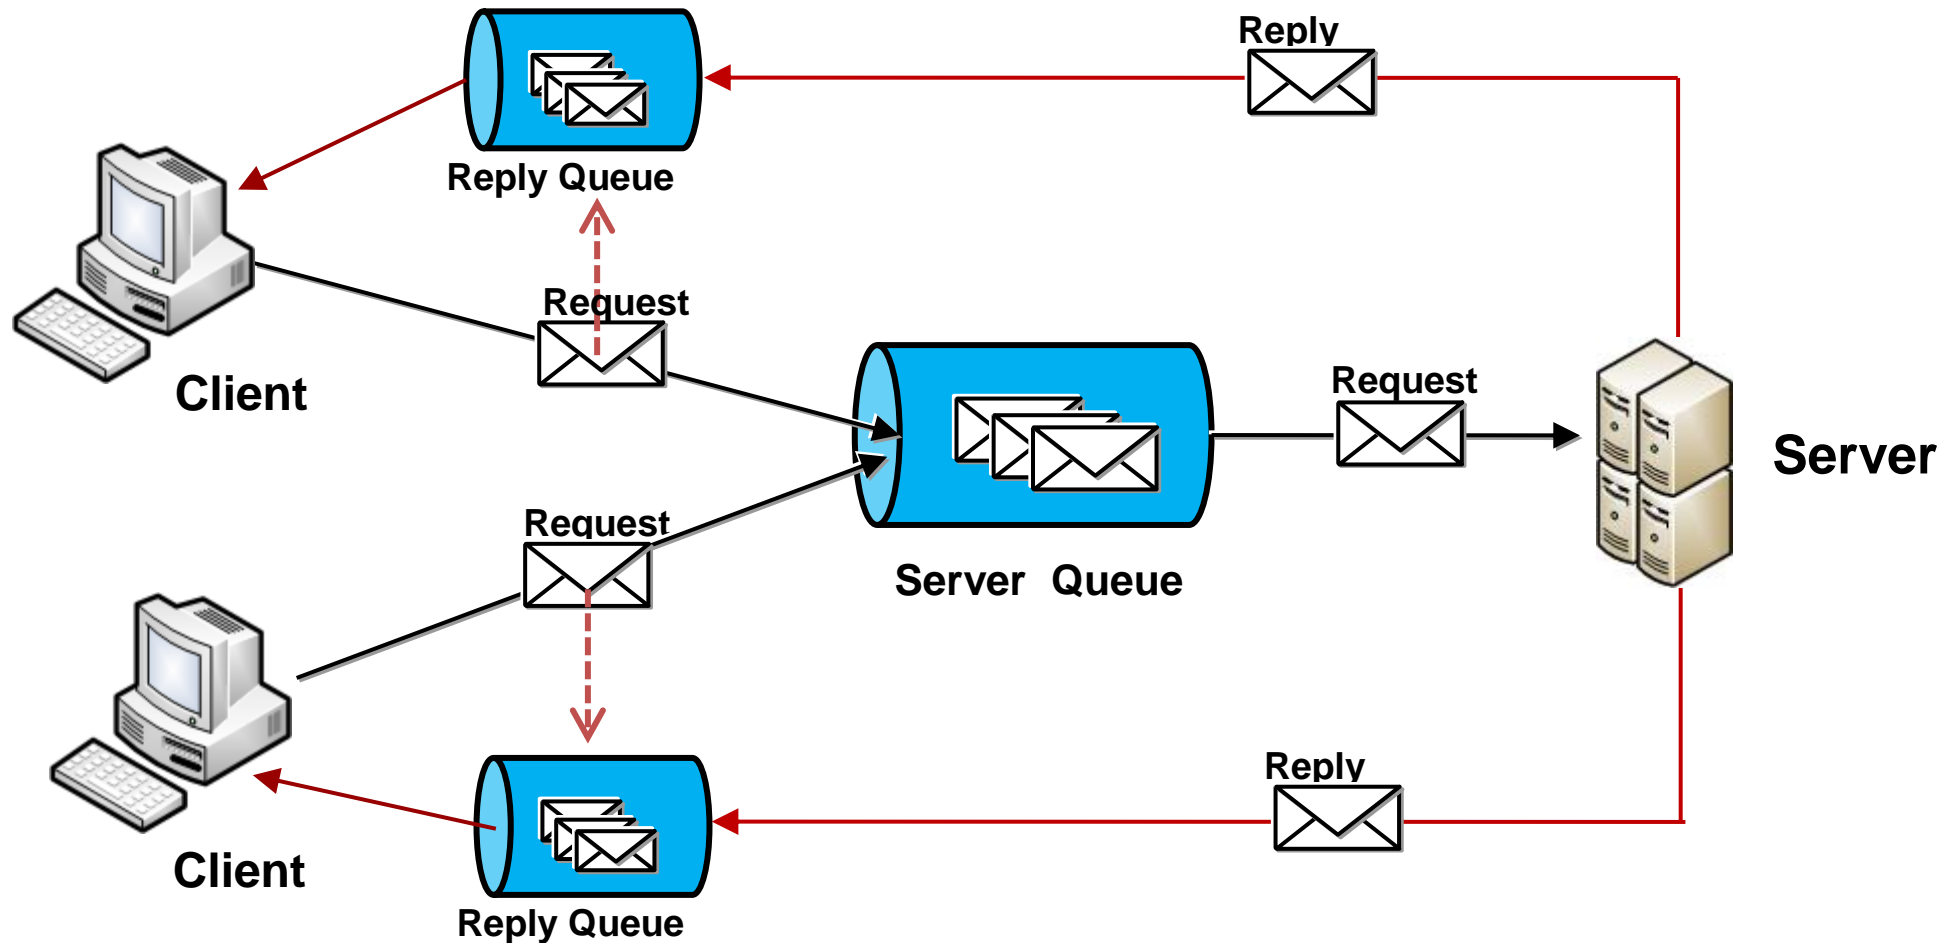 Reply
Reply Queue
Request
Client
Request
Server
Request
Server Queue
Reply
Client
Reply Queue